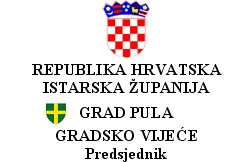 REPUBLIKA HRVATSKA
ISTARSKA ŽUPANIJA
GRAD PULA
GRADSKO VIJEĆE
Predsjednik